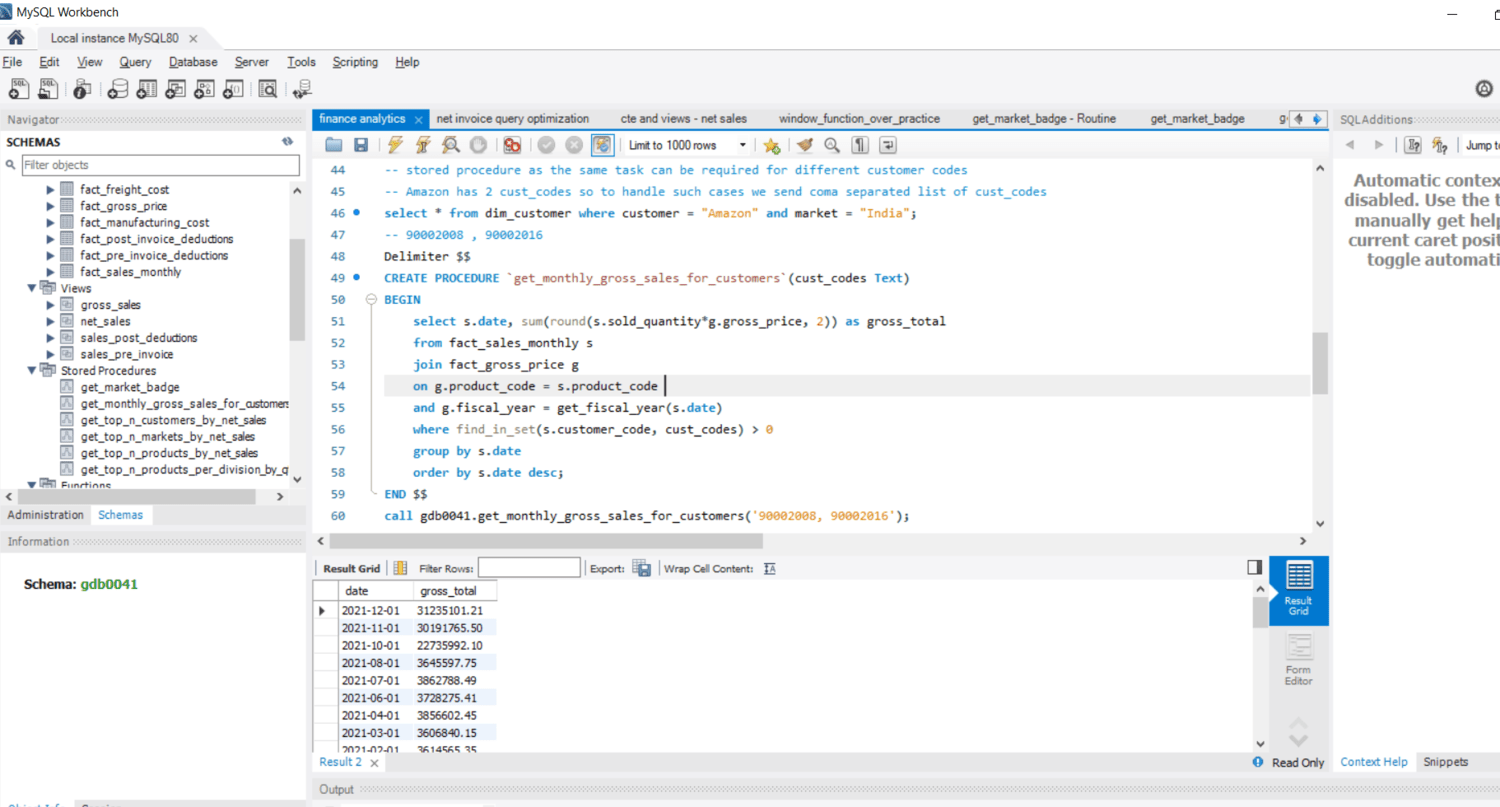 MySQL Workbench
Local instance MySQL80
File Edit View Query Database Server Tools Scripting Help
Navigator
SCHEMAS
Filter objects
fact_freight_cost
fact_gross_price
fact_manufacturing_cost
fact_post_invoice_deductions
fact_pre_invoice_deductions
fact_sales_monthly
Views
gross_sales
net_sales
sales_post_deductions
sales_pre_invoice
Stored Procedures
get_market_badge
get_monthly_gross_sales_for_customers
get_top_n_customers_by_net_sales
get_top_n_markets_by_net_sales
get_top_n_products_by_net_sales
get_top_n_products_per_division_by_q
Functions
Administration Schemas
Information
Schema: gdb0041
finance analytics net invoice query optimization cte and views - net sales window_function_over_practice get_market_badge - Routine get_market_badge g
Limit to 1000 rows
44 -- stored procedure as the same task can be required for different customer codes
45 -- Amazon has 2 cust_codes so to handle such cases we send coma separated list of cust_codes
46 select * from dim_customer where customer = "Amazon" and market = "India";
47 -- 90002008 , 90002016
48 Delimiter $$
49 CREATE PROCEDURE `get_monthly_gross_sales_for_customers`(cust_codes Text)
50 BEGIN
51 select s.date, sum(round(s.sold_quantity*g.gross_price, 2)) as gross_total
52 from fact_sales_monthly s
53 join fact_gross_price g
54 on g.product_code = s.product_code
55 and g.fiscal_year = get_fiscal_year(s.date)
56 where find_in_set(s.customer_code, cust_codes) > 0
57 group by s.date
58 order by s.date desc;
59 END $$
60 call gdb0041.get_monthly_gross_sales_for_customers('90002008, 90002016');
Result Grid Filter Rows: Export: Wrap Cell Content:
date gross_total
2021-12-01 31235101.21
2021-11-01 30191765.50
2021-10-01 22735992.10
2021-08-01 3645597.75
2021-07-01 3862788.49
2021-06-01 3728275.41
2021-04-01 3856602.45
2021-03-01 3606840.15
2021-02-01 3614565.35
Result Grid
Form Editor
Result 2
Read Only
Output
SQLAdditions
Jump to
Automatic contex
disabled. Use the t
manually get help
current caret posit
toggle automati
Context Help Snippets